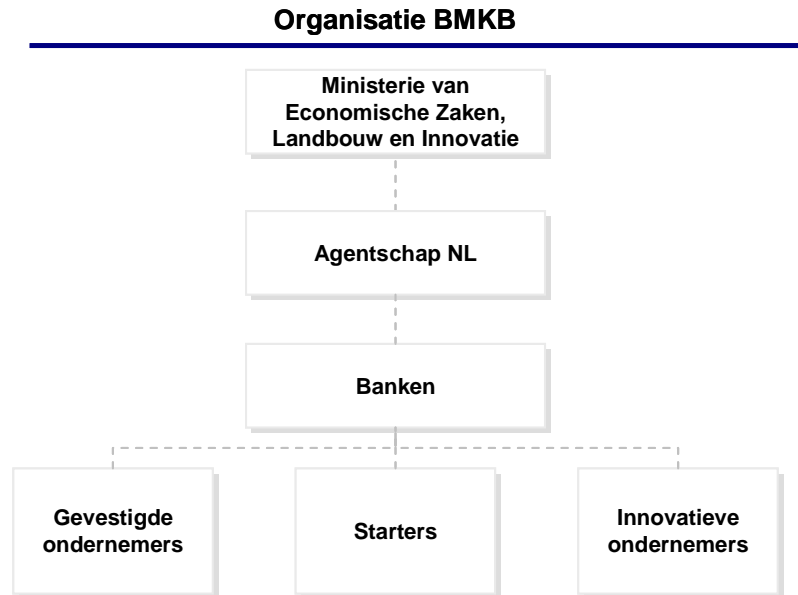 Organisatie BMKB
Ministerie van
Economische Zaken,
Landbouw en Innovatie
Agentschap NL
Banken
Gevestigde
ondernemers
Starters
Innovatieve
ondernemers